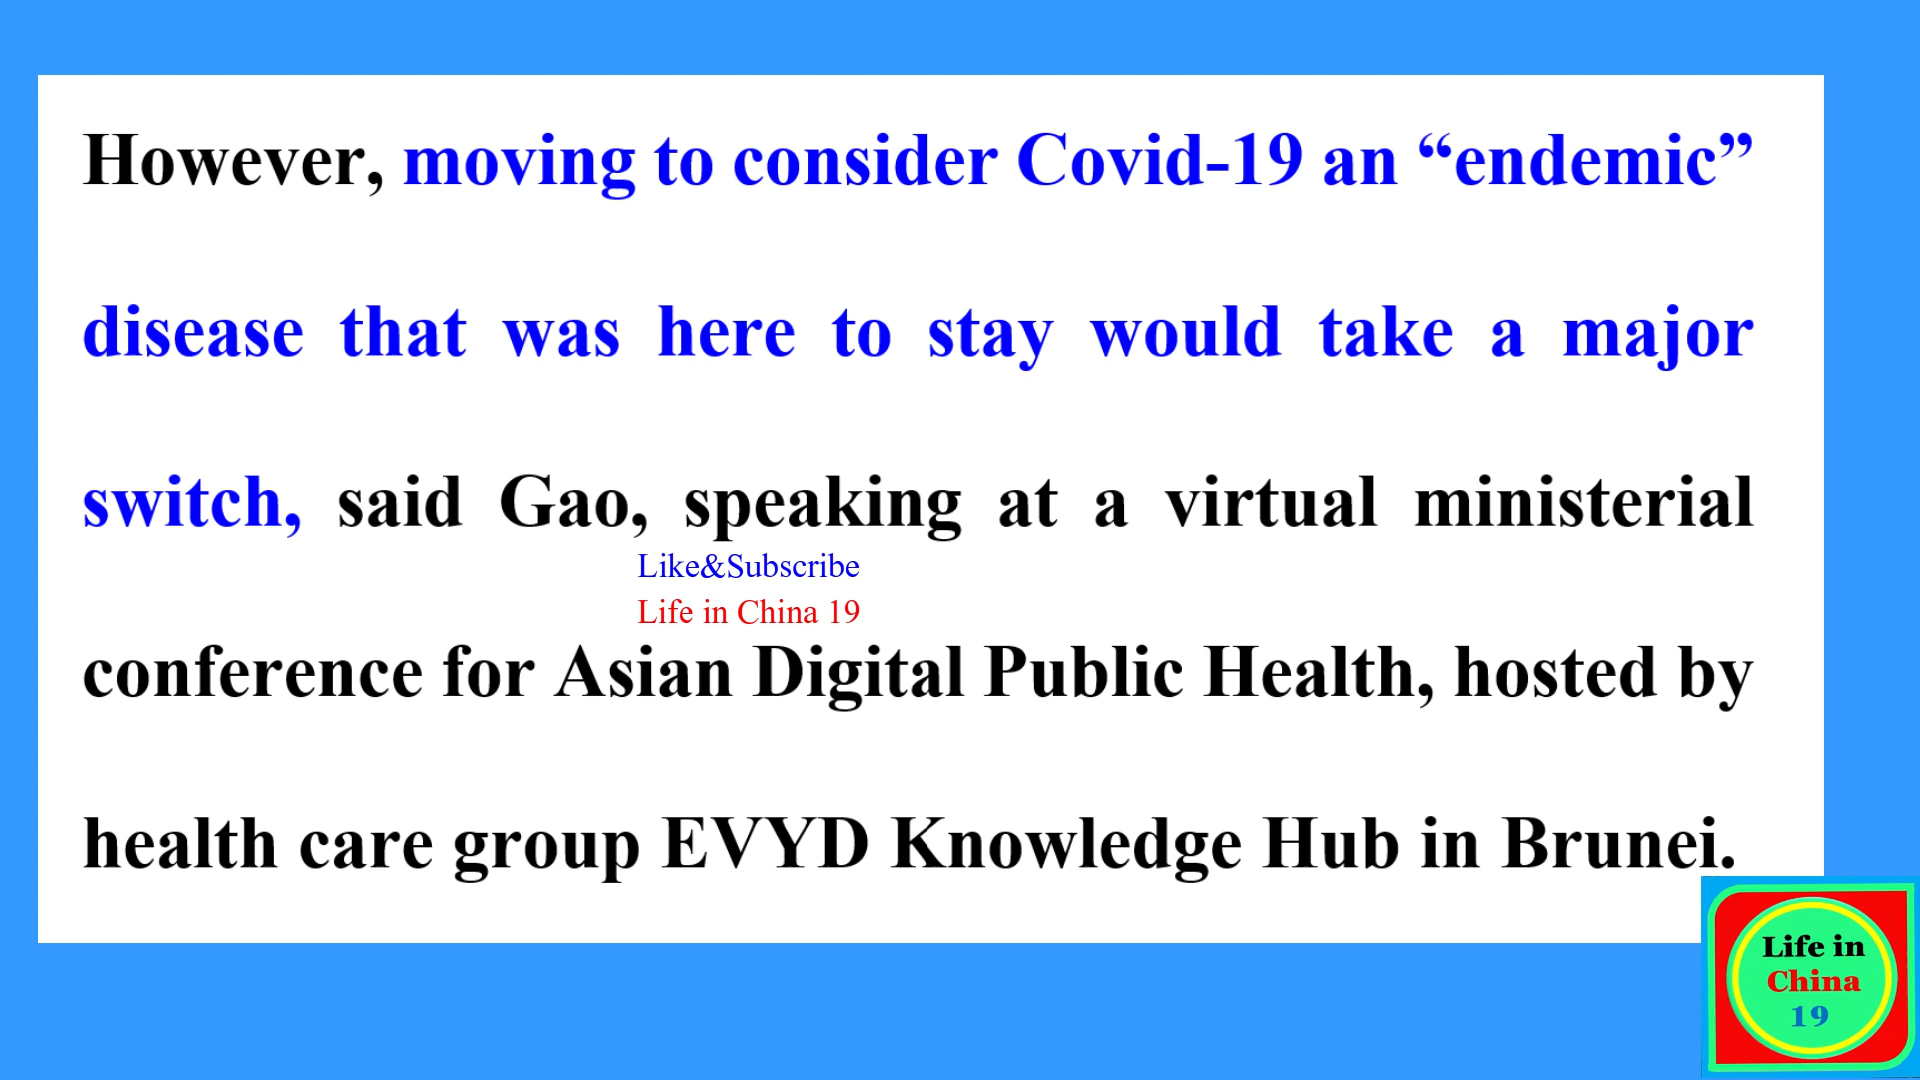 However, moving to consider Covid-19 an “endemic”
disease that was here to stay would take a major
switch, said Gao, speaking at a virtual ministerial
Like&Subscribe
Life in China 19
conference for Asian Digital Public Health, hosted by
health care group EVYD Knowledge Hub in Brunei.
Life in
China
19